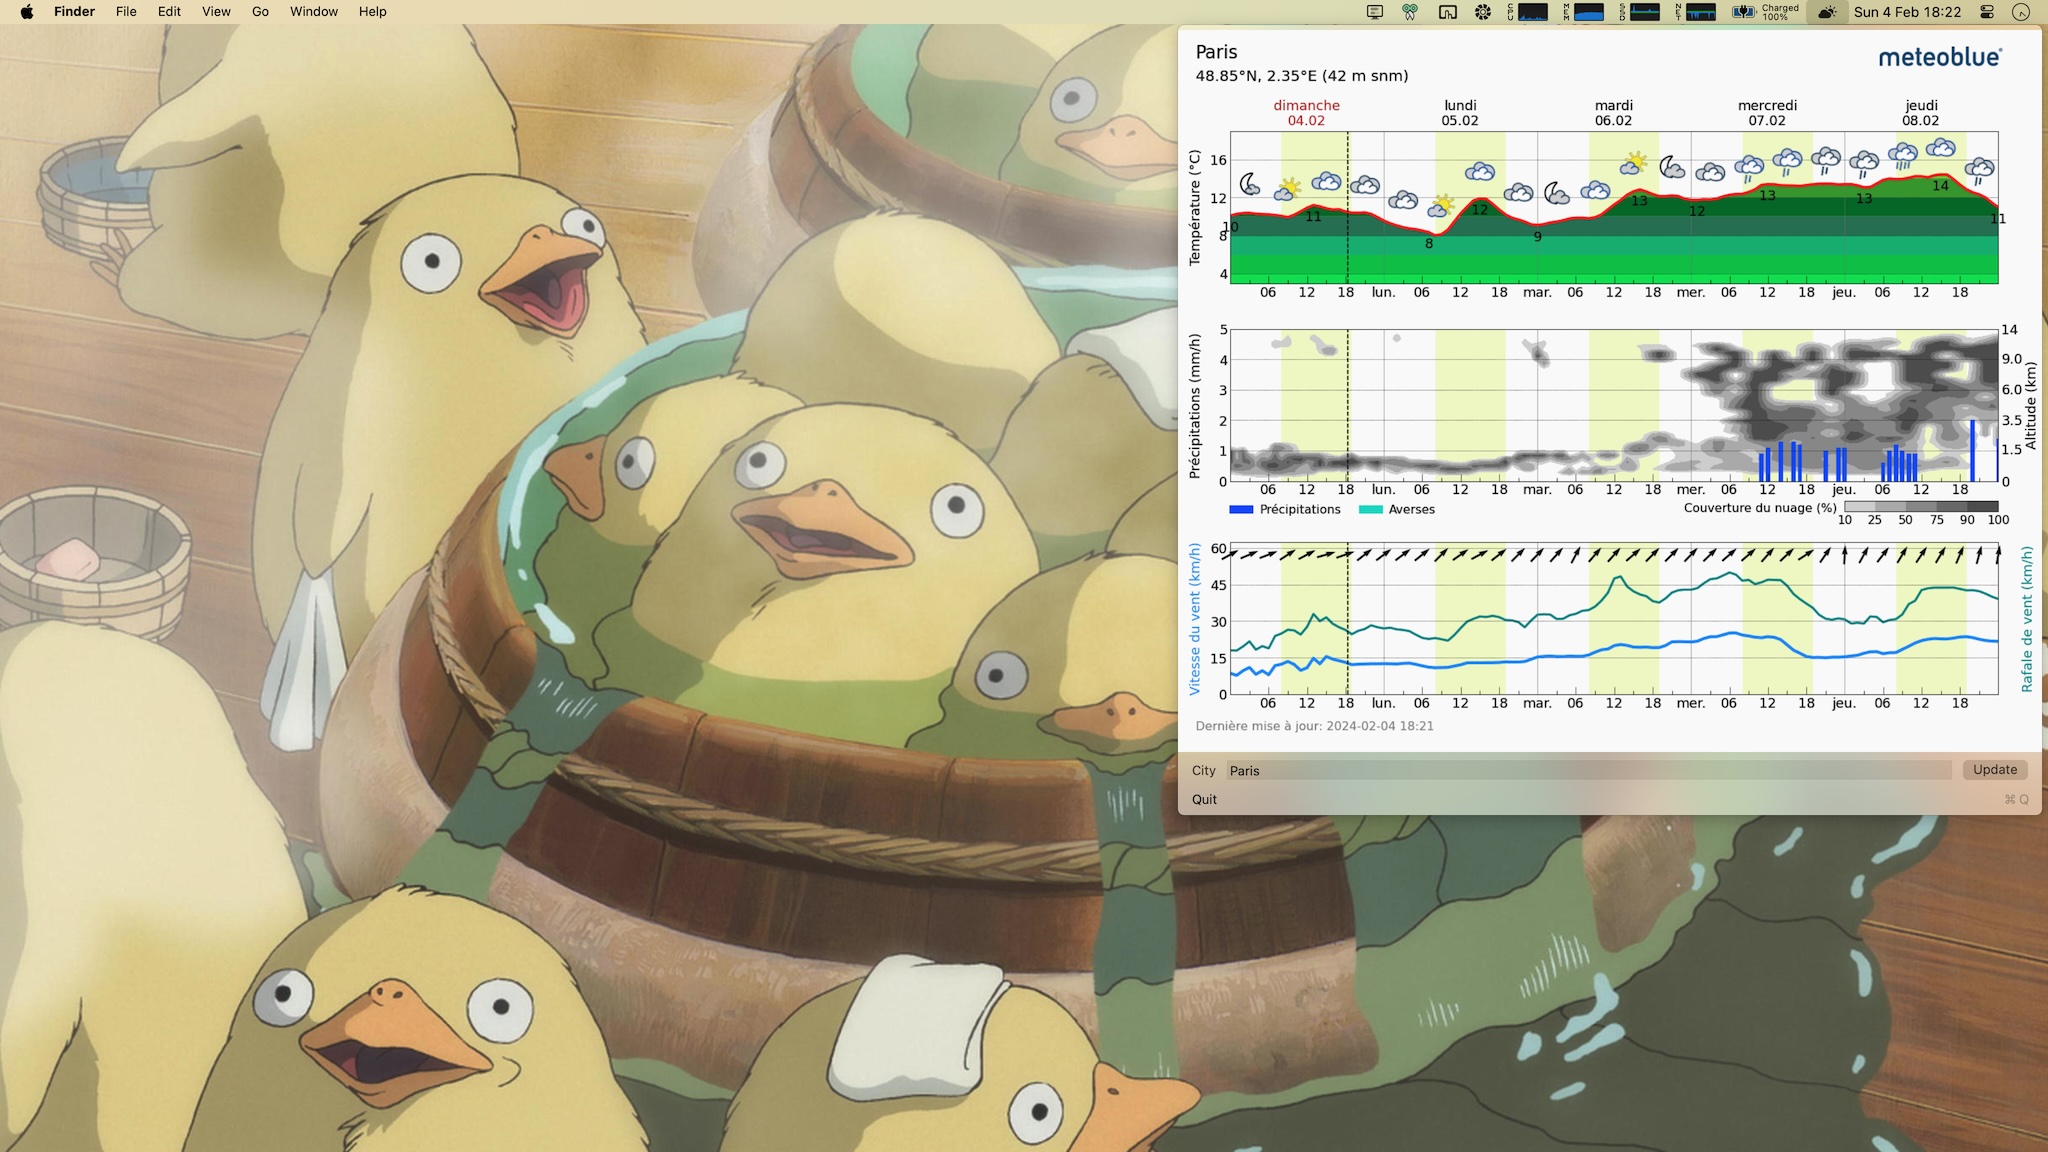 Finder File Edit View Go Window Help
CPU MEM SSD NET Charged 100% Sun 4 Feb 18:22
Paris
meteoblue®
48.85°N, 2.35°E (42 m snm)
dimanche lundi mardi mercredi jeudi
04.02 05.02 06.02 07.02 08.02
Température (°C)
16
12
8
4
10 11 8 12 9 13 12 13 13 14 11
06 12 18 lun. 06 12 18 mar. 06 12 18 mer. 06 12 18 jeu. 06 12 18
Précipitations (mm/h)
5
4
3
2
1
0
14
9.0
6.0
3.5
1.5
0
Altitude (km)
06 12 18 lun. 06 12 18 mar. 06 12 18 mer. 06 12 18 jeu. 06 12 18
Précipitations Averses Couverture du nuage (%)
10 25 50 75 90 100
Vitesse du vent (km/h)
60
45
30
15
0
Rafale de vent (km/h)
06 12 18 lun. 06 12 18 mar. 06 12 18 mer. 06 12 18 jeu. 06 12 18
Dernière mise à jour: 2024-02-04 18:21
City Paris Update
Quit ⌘ Q